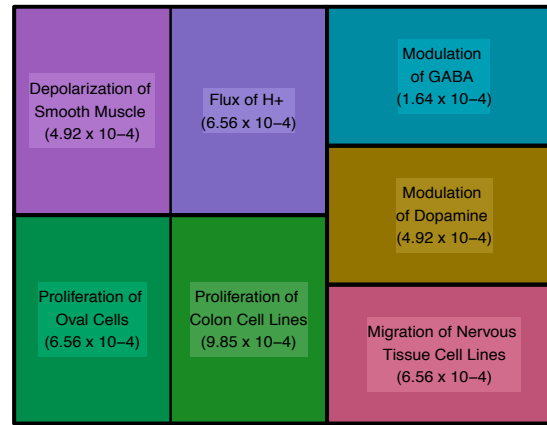 Depolarization of
Smooth Muscle
(4.92 x 10−4)
Flux of H+
(6.56 x 10−4)
Modulation
of GABA
(1.64 x 10−4)
Modulation
of Dopamine
(4.92 x 10−4)
Proliferation of
Oval Cells
(6.56 x 10−4)
Proliferation of
Colon Cell Lines
(9.85 x 10−4)
Migration of Nervous
Tissue Cell Lines
(6.56 x 10−4)